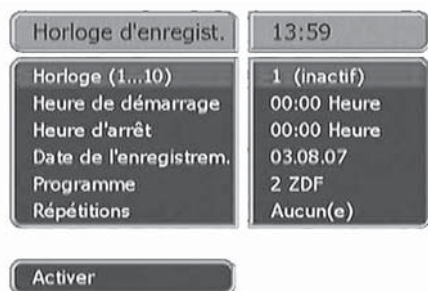 Horloge d'enregist. 13:59
Horloge (1...10) 1 (inactif)
Heure de démarrage 00:00 Heure
Heure d'arrêt 00:00 Heure
Date de l'enregistrem. 03.08.07
Programme 2 ZDF
Répétitions Aucun(e)
Activer